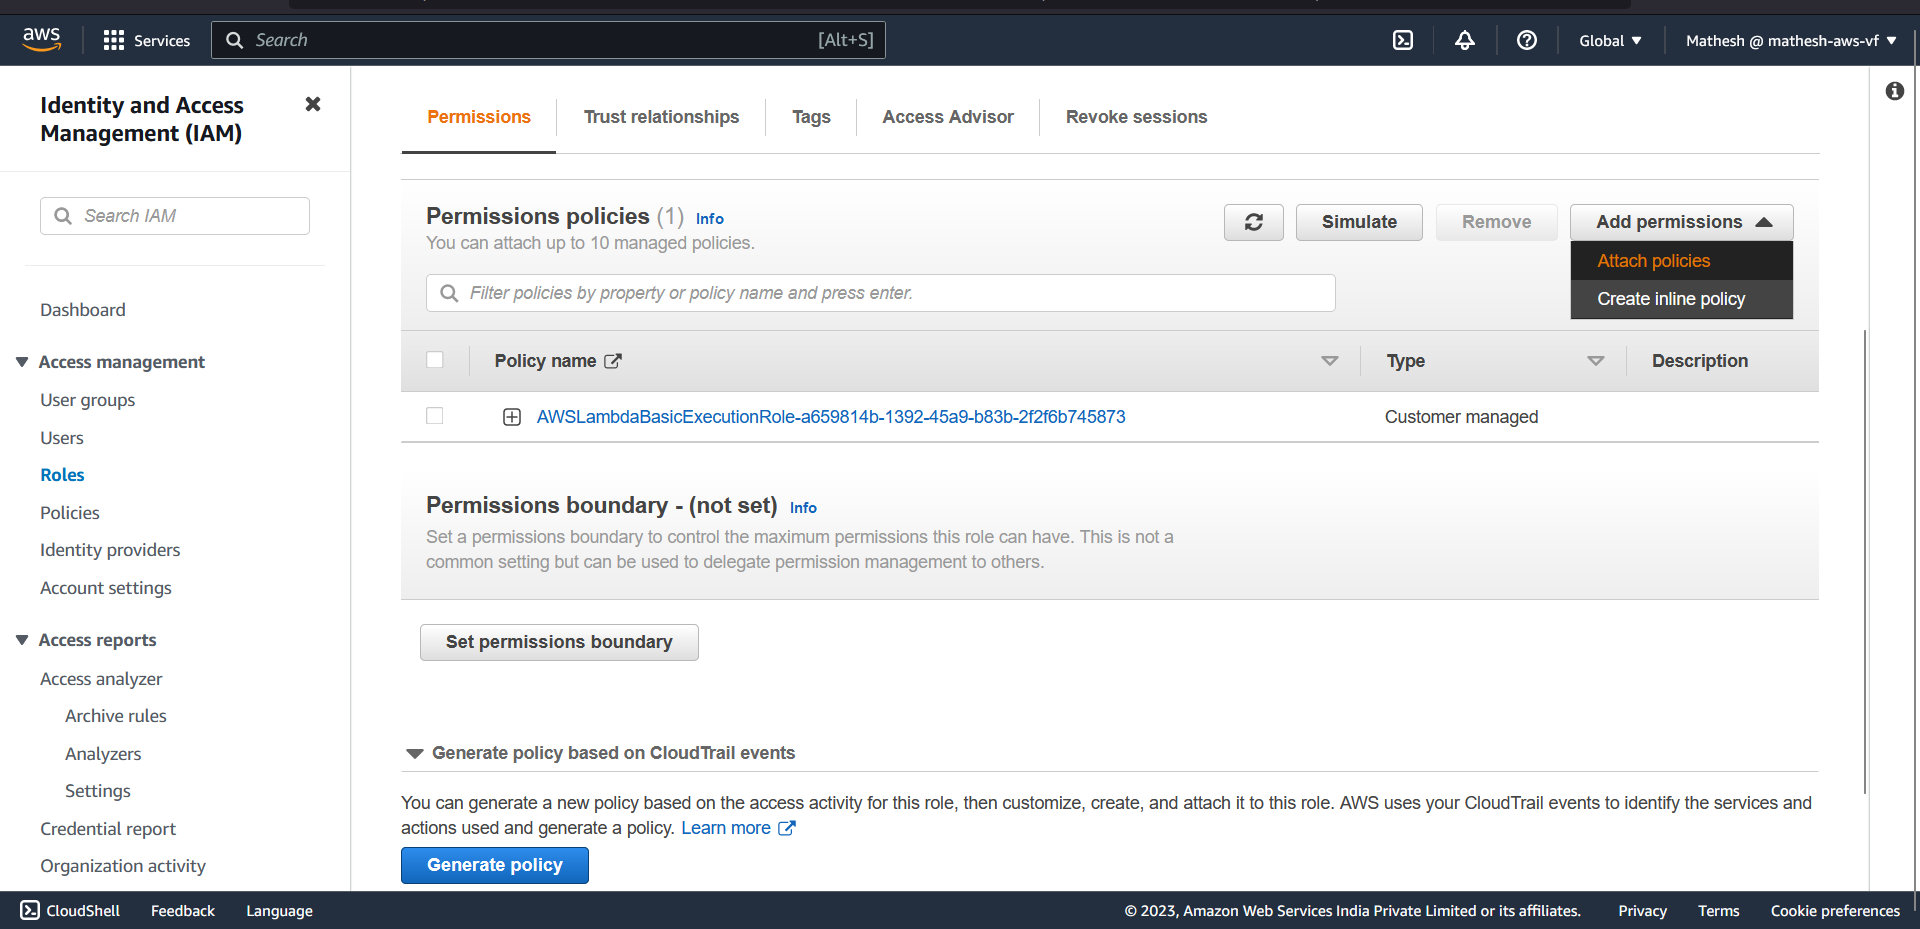 aws
Services
Search
[Alt+S]
Global
Mathesh @ mathesh-aws-vf
Identity and Access
Management (IAM)
Search IAM
Dashboard
Access management
User groups
Users
Roles
Policies
Identity providers
Account settings
Access reports
Access analyzer
Archive rules
Analyzers
Settings
Credential report
Organization activity
Permissions
Trust relationships
Tags
Access Advisor
Revoke sessions
Permissions policies (1) Info
You can attach up to 10 managed policies.
Simulate
Remove
Add permissions
Attach policies
Create inline policy
Filter policies by property or policy name and press enter.
Policy name
Type
Description
AWSLambdaBasicExecutionRole-a659814b-1392-45a9-b83b-2f2f6b745873
Customer managed
Permissions boundary - (not set) Info
Set a permissions boundary to control the maximum permissions this role can have. This is not a
common setting but can be used to delegate permission management to others.
Set permissions boundary
Generate policy based on CloudTrail events
You can generate a new policy based on the access activity for this role, then customize, create, and attach it to this role. AWS uses your CloudTrail events to identify the services and
actions used and generate a policy. Learn more
Generate policy
CloudShell
Feedback
Language
© 2023, Amazon Web Services India Private Limited or its affiliates.
Privacy
Terms
Cookie preferences